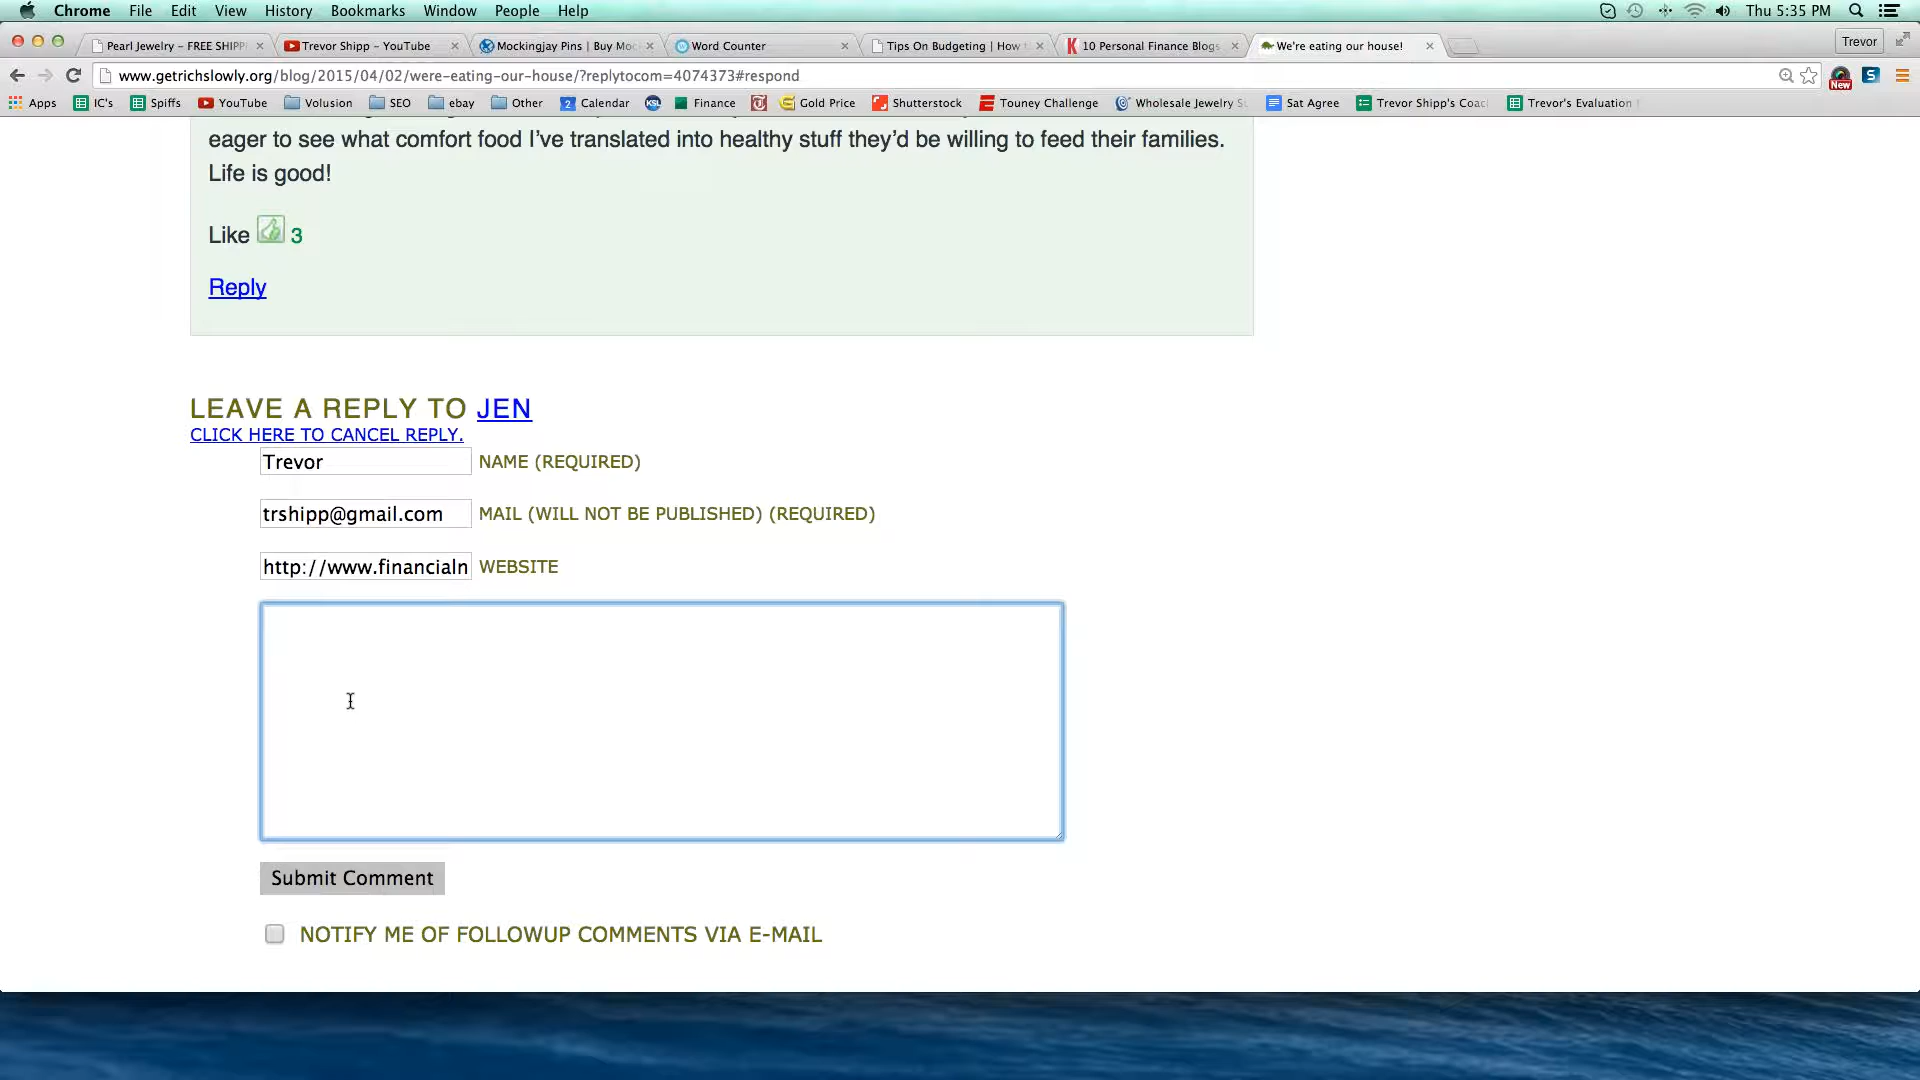 Chrome File Edit View History Bookmarks Window People Help Thu 5:35 PM
Pearl Jewelry – FREE SHIPP Trevor Shipp – YouTube Mockingjay Pins | Buy Mo Word Counter Tips On Budgeting | How 10 Personal Finance Blogs We're eating our house! Trevor
www.getrichslowly.org/blog/2015/04/02/were-eating-our-house/?replytocom=4074373#respond New
Apps IC's Spiffs YouTube Volusion SEO ebay Other 2 Calendar KSL Finance Gold Price Shutterstock Touney Challenge Wholesale Jewelry Su Sat Agree Trevor Shipp's Coac Trevor's Evaluation
eager to see what comfort food I've translated into healthy stuff they'd be willing to feed their families.
Life is good!
Like 3
Reply
LEAVE A REPLY TO JEN
CLICK HERE TO CANCEL REPLY.
Trevor NAME (REQUIRED)
trshipp@gmail.com MAIL (WILL NOT BE PUBLISHED) (REQUIRED)
http://www.financialn WEBSITE
Submit Comment
NOTIFY ME OF FOLLOWUP COMMENTS VIA E-MAIL